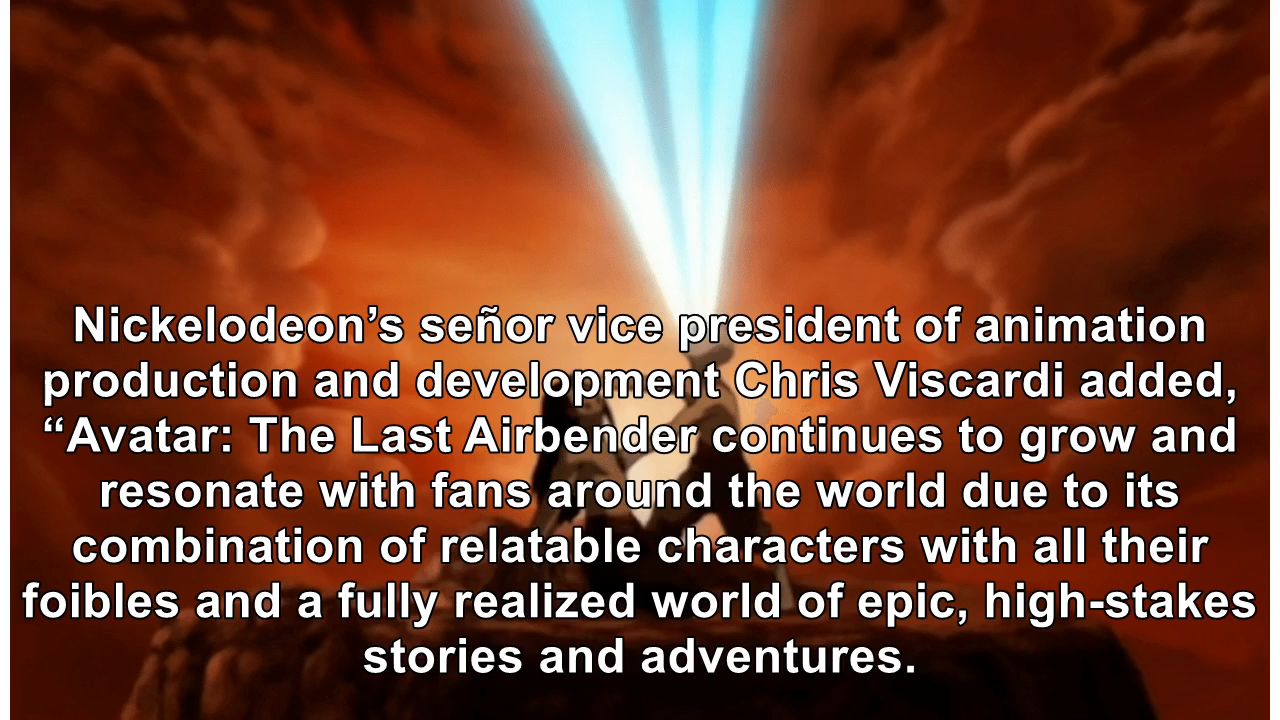 Nickelodeon’s señor vice president of animation
production and development Chris Viscardi added,
“Avatar: The Last Airbender continues to grow and
resonate with fans around the world due to its
combination of relatable characters with all their
foibles and a fully realized world of epic, high-stakes
stories and adventures.